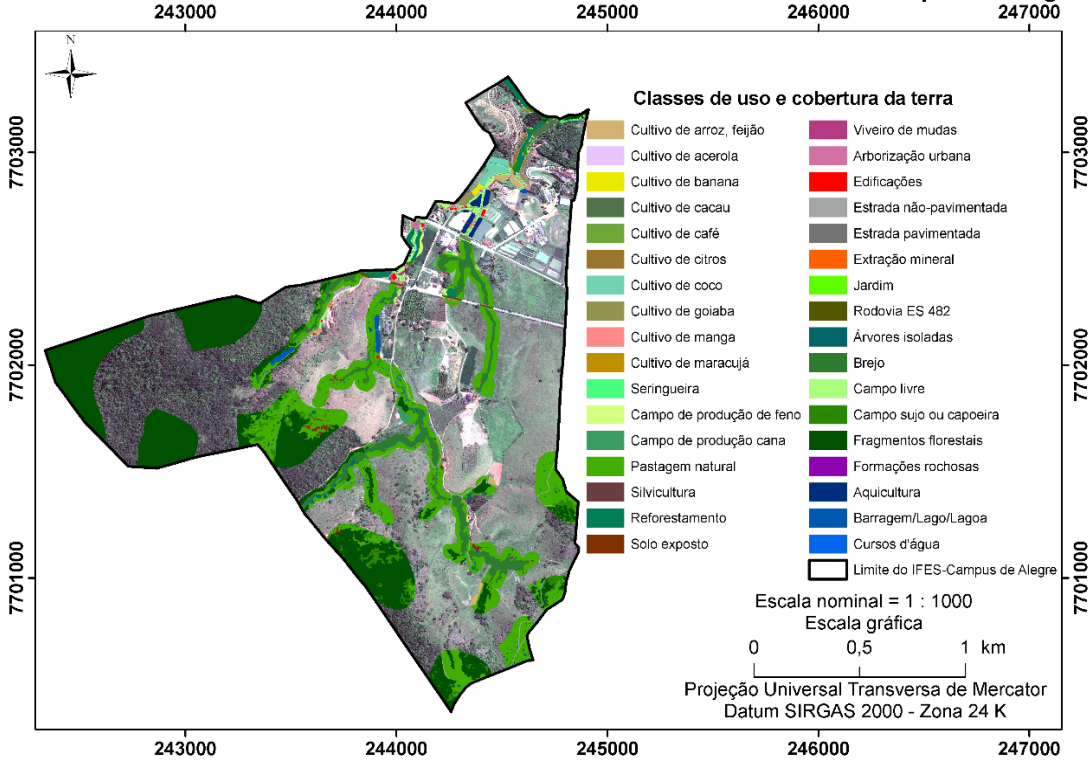 243000 244000 245000 246000 247000
N
Classes de uso e cobertura da terra
Cultivo de arroz, feijão
Cultivo de acerola
Cultivo de banana
Cultivo de cacau
Cultivo de café
Cultivo de citros
Cultivo de coco
Cultivo de goiaba
Cultivo de manga
Cultivo de maracujá
Seringueira
Campo de produção de feno
Campo de produção cana
Pastagem natural
Silvicultura
Reforestamento
Solo exposto
Viveiro de mudas
Arborização urbana
Edificações
Estrada não-pavimentada
Estrada pavimentada
Extração mineral
Jardim
Rodovia ES 482
Árvores isoladas
Brejo
Campo livre
Campo sujo ou capoeira
Fragmentos florestais
Formações rochosas
Aquicultura
Barragem/Lago/Lagoa
Cursos d'água
Limite do IFES-Campus de Alegre
7703000 7703000
7702000 7702000
7701000 7701000
Escala nominal = 1 : 1000
Escala gráfica
0 0,5 1 km
Projeção Universal Transversa de Mercator
Datum SIRGAS 2000 - Zona 24 K
243000 244000 245000 246000 247000